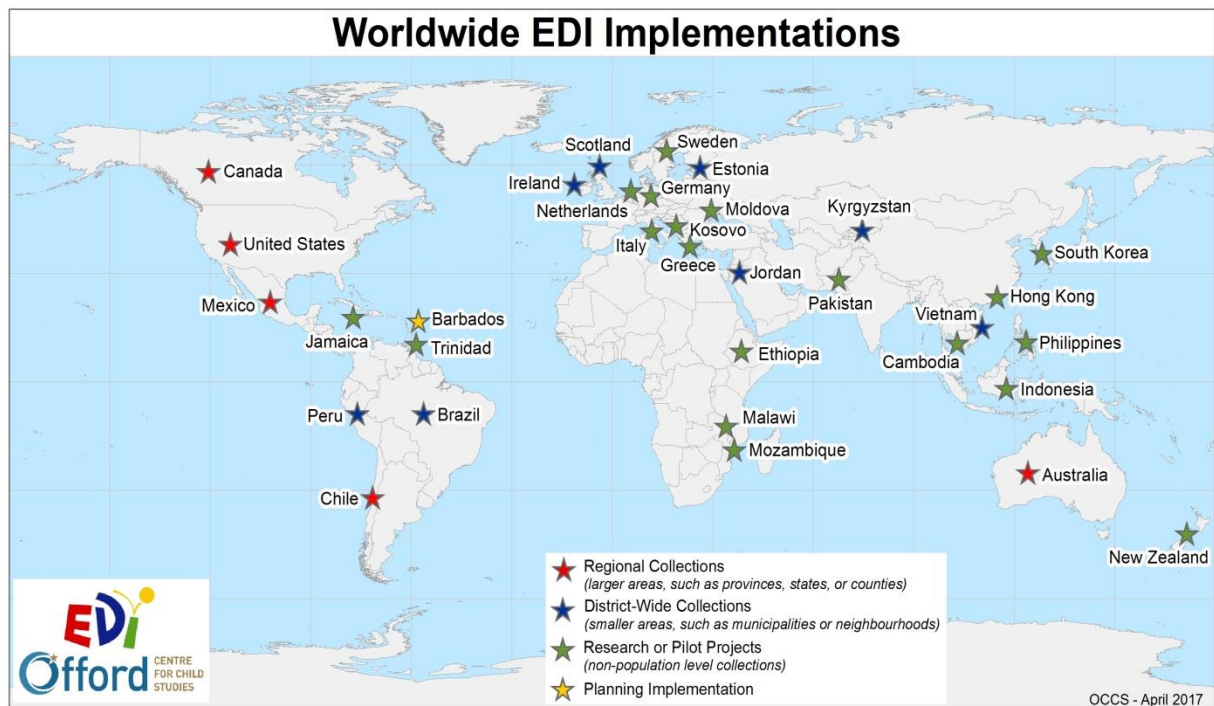 Worldwide EDI Implementations
Canada
United States
Mexico
Jamaica
Barbados
Trinidad
Peru
Brazil
Chile
Scotland
Ireland
Sweden
Estonia
Netherlands
Germany
Moldova
Italy
Kosovo
Greece
Jordan
Kyrgyzstan
Pakistan
South Korea
Hong Kong
Vietnam
Cambodia
Philippines
Indonesia
Ethiopia
Malawi
Mozambique
Australia
New Zealand
Regional Collections
(larger areas, such as provinces, states, or counties)
District-Wide Collections
(smaller areas, such as municipalities or neighbourhoods)
Research or Pilot Projects
(non-population level collections)
Planning Implementation
EDi
Offord
CENTRE
FOR CHILD
STUDIES
OCCS - April 2017